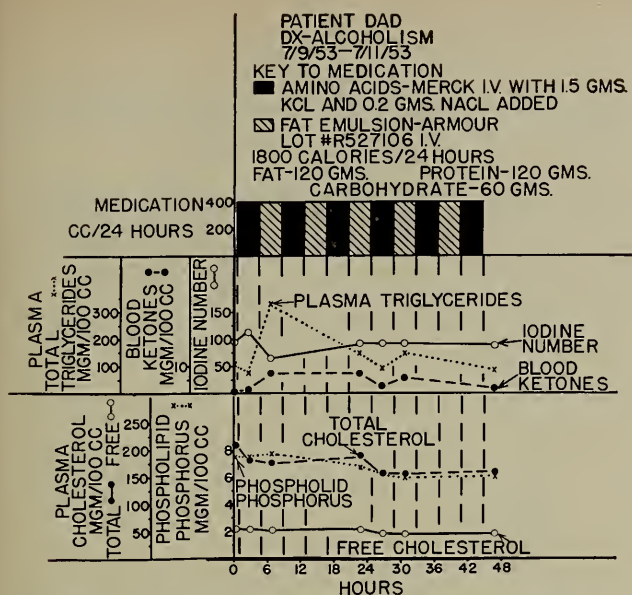 PATIENT DAD
DX-ALCOHOLISM
7/9/53-7/11/53
KEY TO MEDICATION
AMINO ACIDS-MERCK I.V. WITH 1.5 GMS.
KCL AND 0.2 GMS. NACL ADDED
FAT EMULSION-ARMOUR
LOT #R527106 I.V.
1800 CALORIES/24 HOURS
FAT-120 GMS. PROTEIN-120 GMS.
CARBOHYDRATE-60 GMS.
MEDICATION 400
CC/24 HOURS 200
PLASMA
TOTAL
TRIGLYCERIDES
MGM/100 CC
300
200
100
BLOOD
KETONES
MGM/100 CC
10
IODINE NUMBER
150
100
50
PLASMA TRIGLYCERIDES
IODINE
NUMBER
BLOOD
KETONES
PLASMA
CHOLESTEROL
MGM/100 CC
TOTAL FREE
250
200
150
100
50
PHOSPHOLIPID
PHOSPHORUS
MGM/100 CC
8
6
4
2
TOTAL
CHOLESTEROL
PHOSPHOLID
PHOSPHORUS
FREE CHOLESTEROL
0 6 12 18 24 30 36 42 48
HOURS